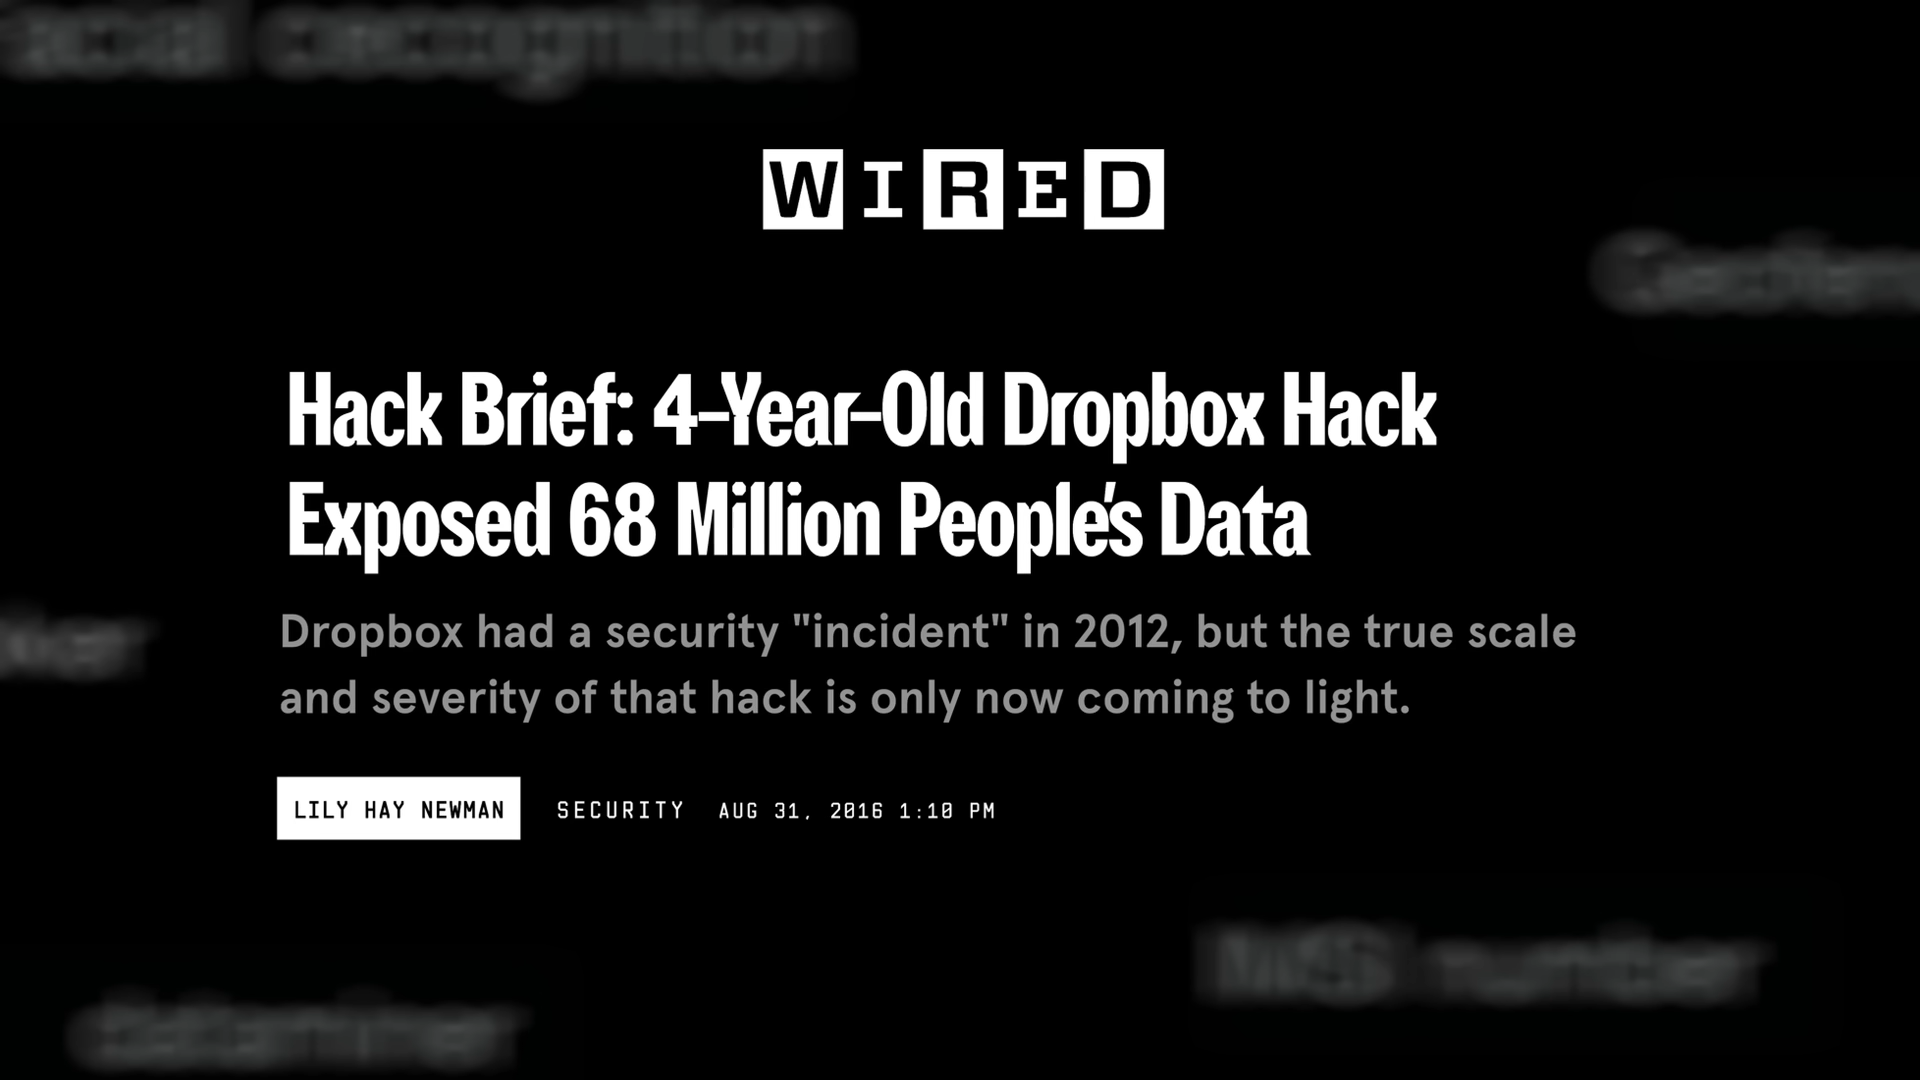 WIRED
Hack Brief: 4-Year-Old Dropbox Hack
Exposed 68 Million People's Data
Dropbox had a security "incident" in 2012, but the true scale
and severity of that hack is only now coming to light.
LILY HAY NEWMAN SECURITY AUG 31, 2016 1:10 PM